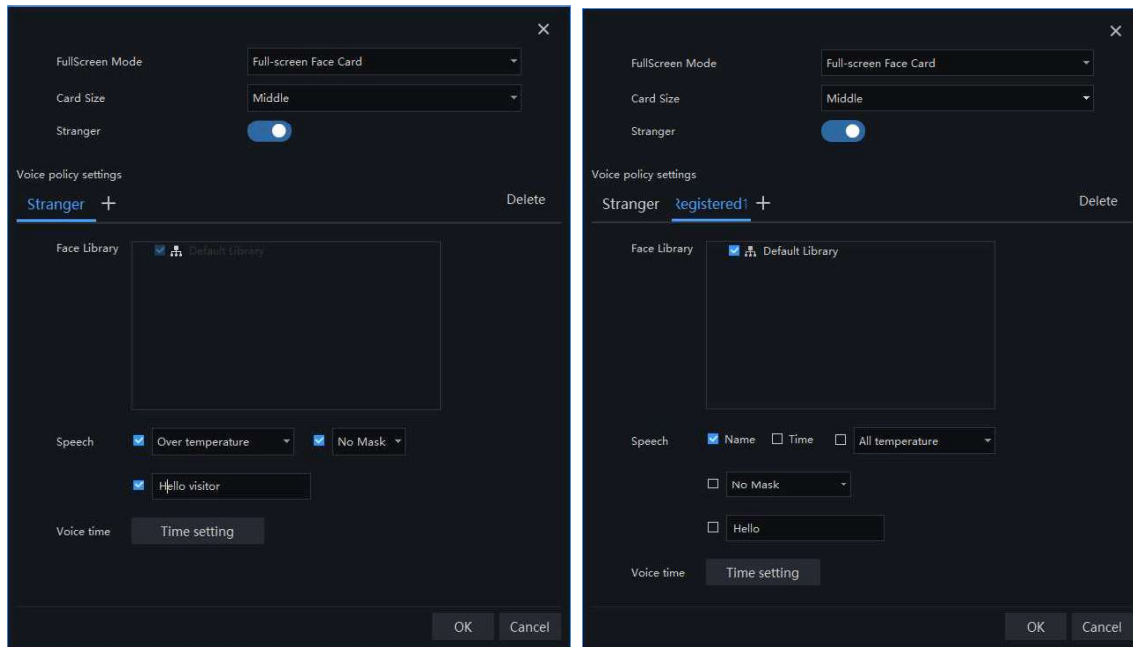 FullScreen Mode Full-screen Face Card
Card Size Middle
Stranger
Voice policy settings
Stranger + Delete
Face Library Default Library
Speech Over temperature No Mask
Hello visitor
Voice time Time setting
OK Cancel
FullScreen Mode Full-screen Face Card
Card Size Middle
Stranger
Voice policy settings
Stranger Registered1 + Delete
Face Library Default Library
Speech Name Time All temperature
No Mask
Hello
Voice time Time setting
OK Cancel